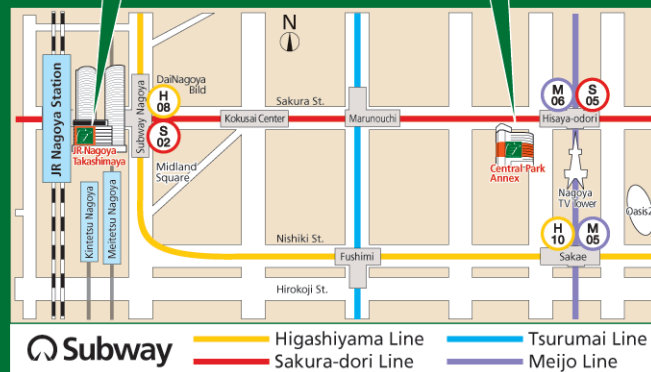 N
DaiNagoya
Bild
H
08
S
02
Subway Nagoya
JR Nagoya Station
JR Nagoya
Takashimaya
Kintetsu Nagoya
Meitetsu Nagoya
Midland
Square
Sakura St.
Kokusai Center
Marunouchi
M
06
S
05
Hisaya-odori
Central Park
Annex
Nagoya
TV Tower
Oasis2
H
10
M
05
Sakae
Nishiki St.
Fushimi
Hirokoji St.
Subway
Higashiyama Line
Tsurumai Line
Sakura-dori Line
Meijo Line